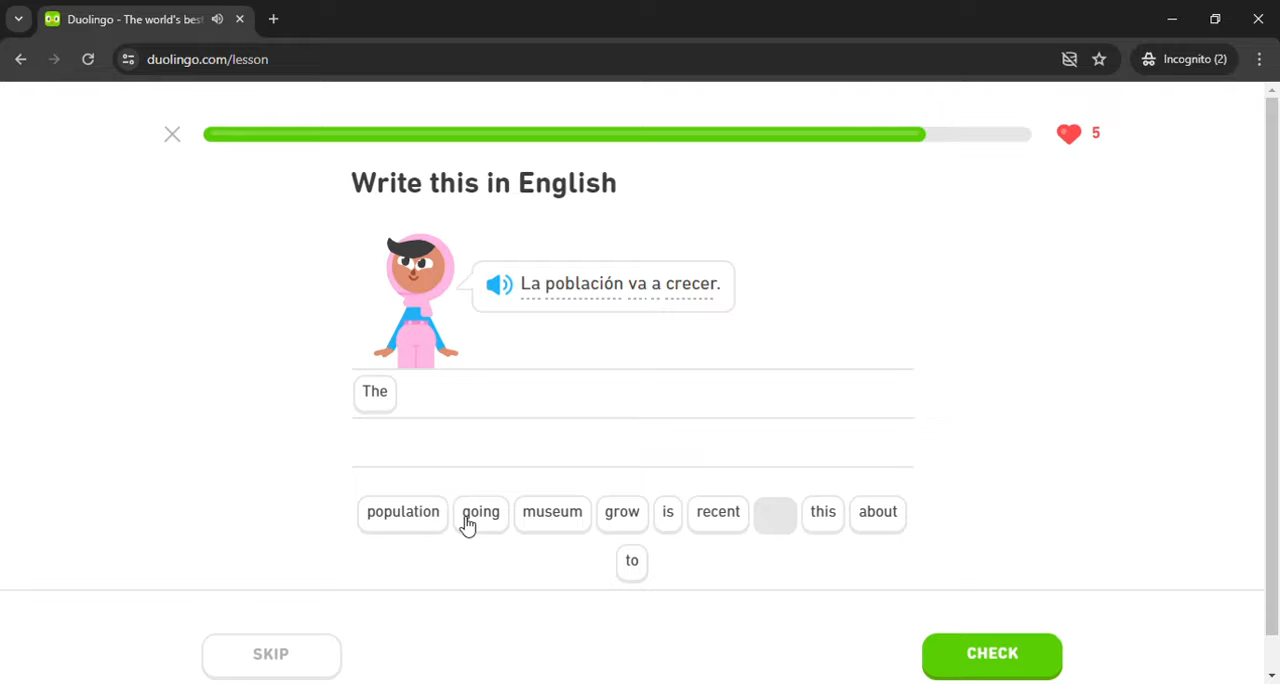 Duolingo - The world's best
duolingo.com/lesson
Incognito (2)
5
Write this in English
La población va a crecer.
The
population going museum grow is recent this about
to
SKIP
CHECK